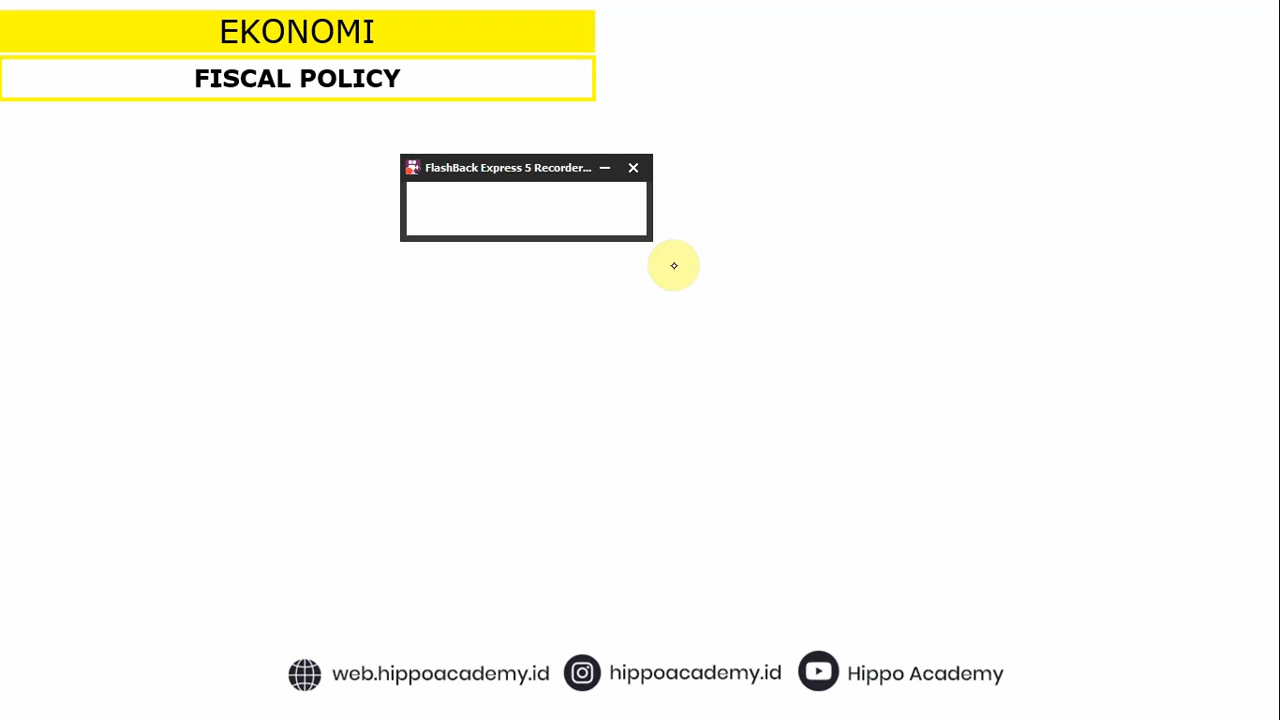 EKONOMI
FISCAL POLICY
FlashBack Express 5 Recorder...
web.hippoacademy.id hippoacademy.id Hippo Academy